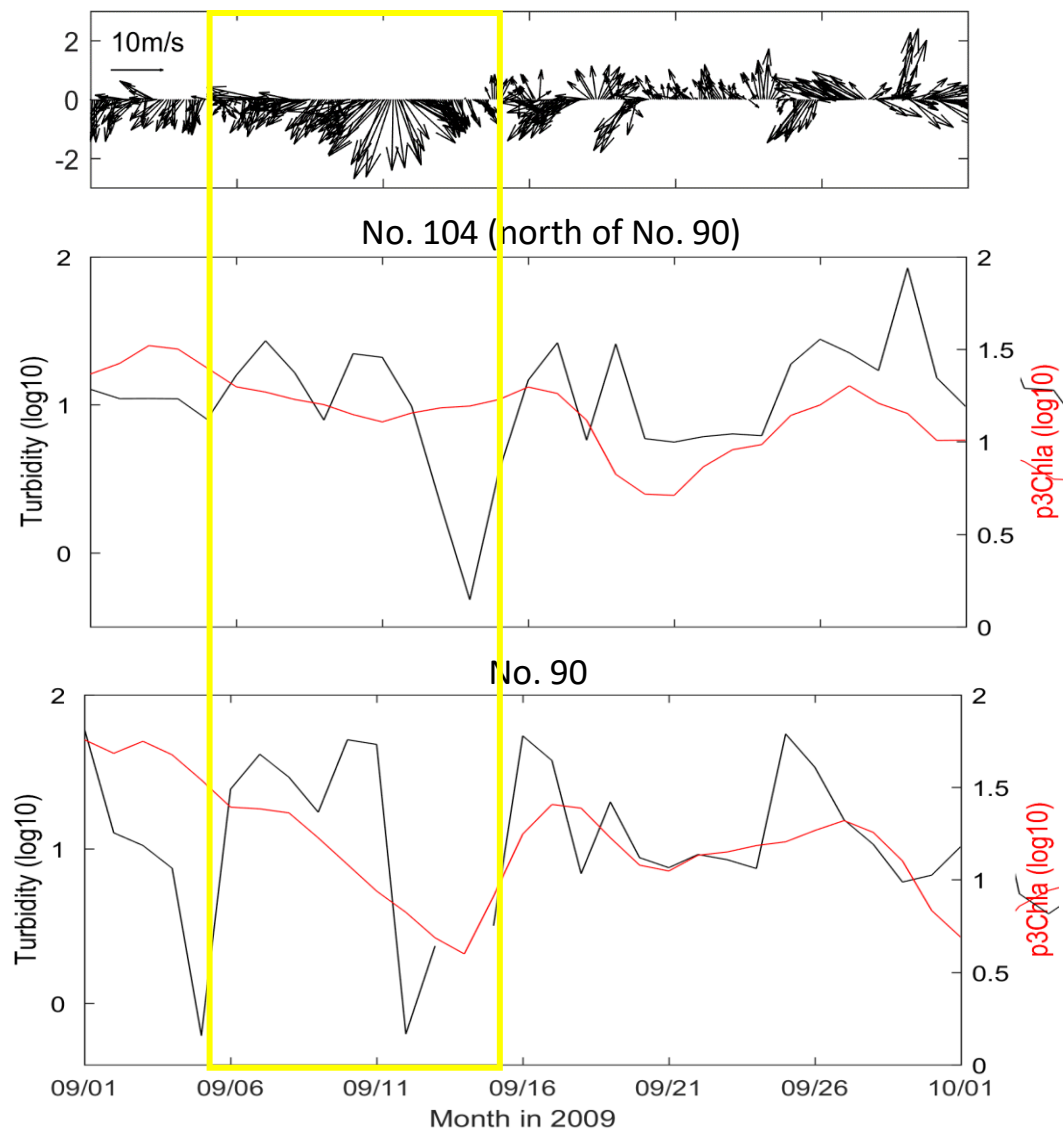 2
10m/s
0
-2
No. 104 (north of No. 90)
2
2
1.5
1
1
0.5
0
0
Turbidity (log10)
p3Chla (log10)
No. 90
2
2
1.5
1
1
0.5
0
0
Turbidity (log10)
p3Chla (log10)
09/01 09/06 09/11 09/16 09/21 09/26 10/01
Month in 2009